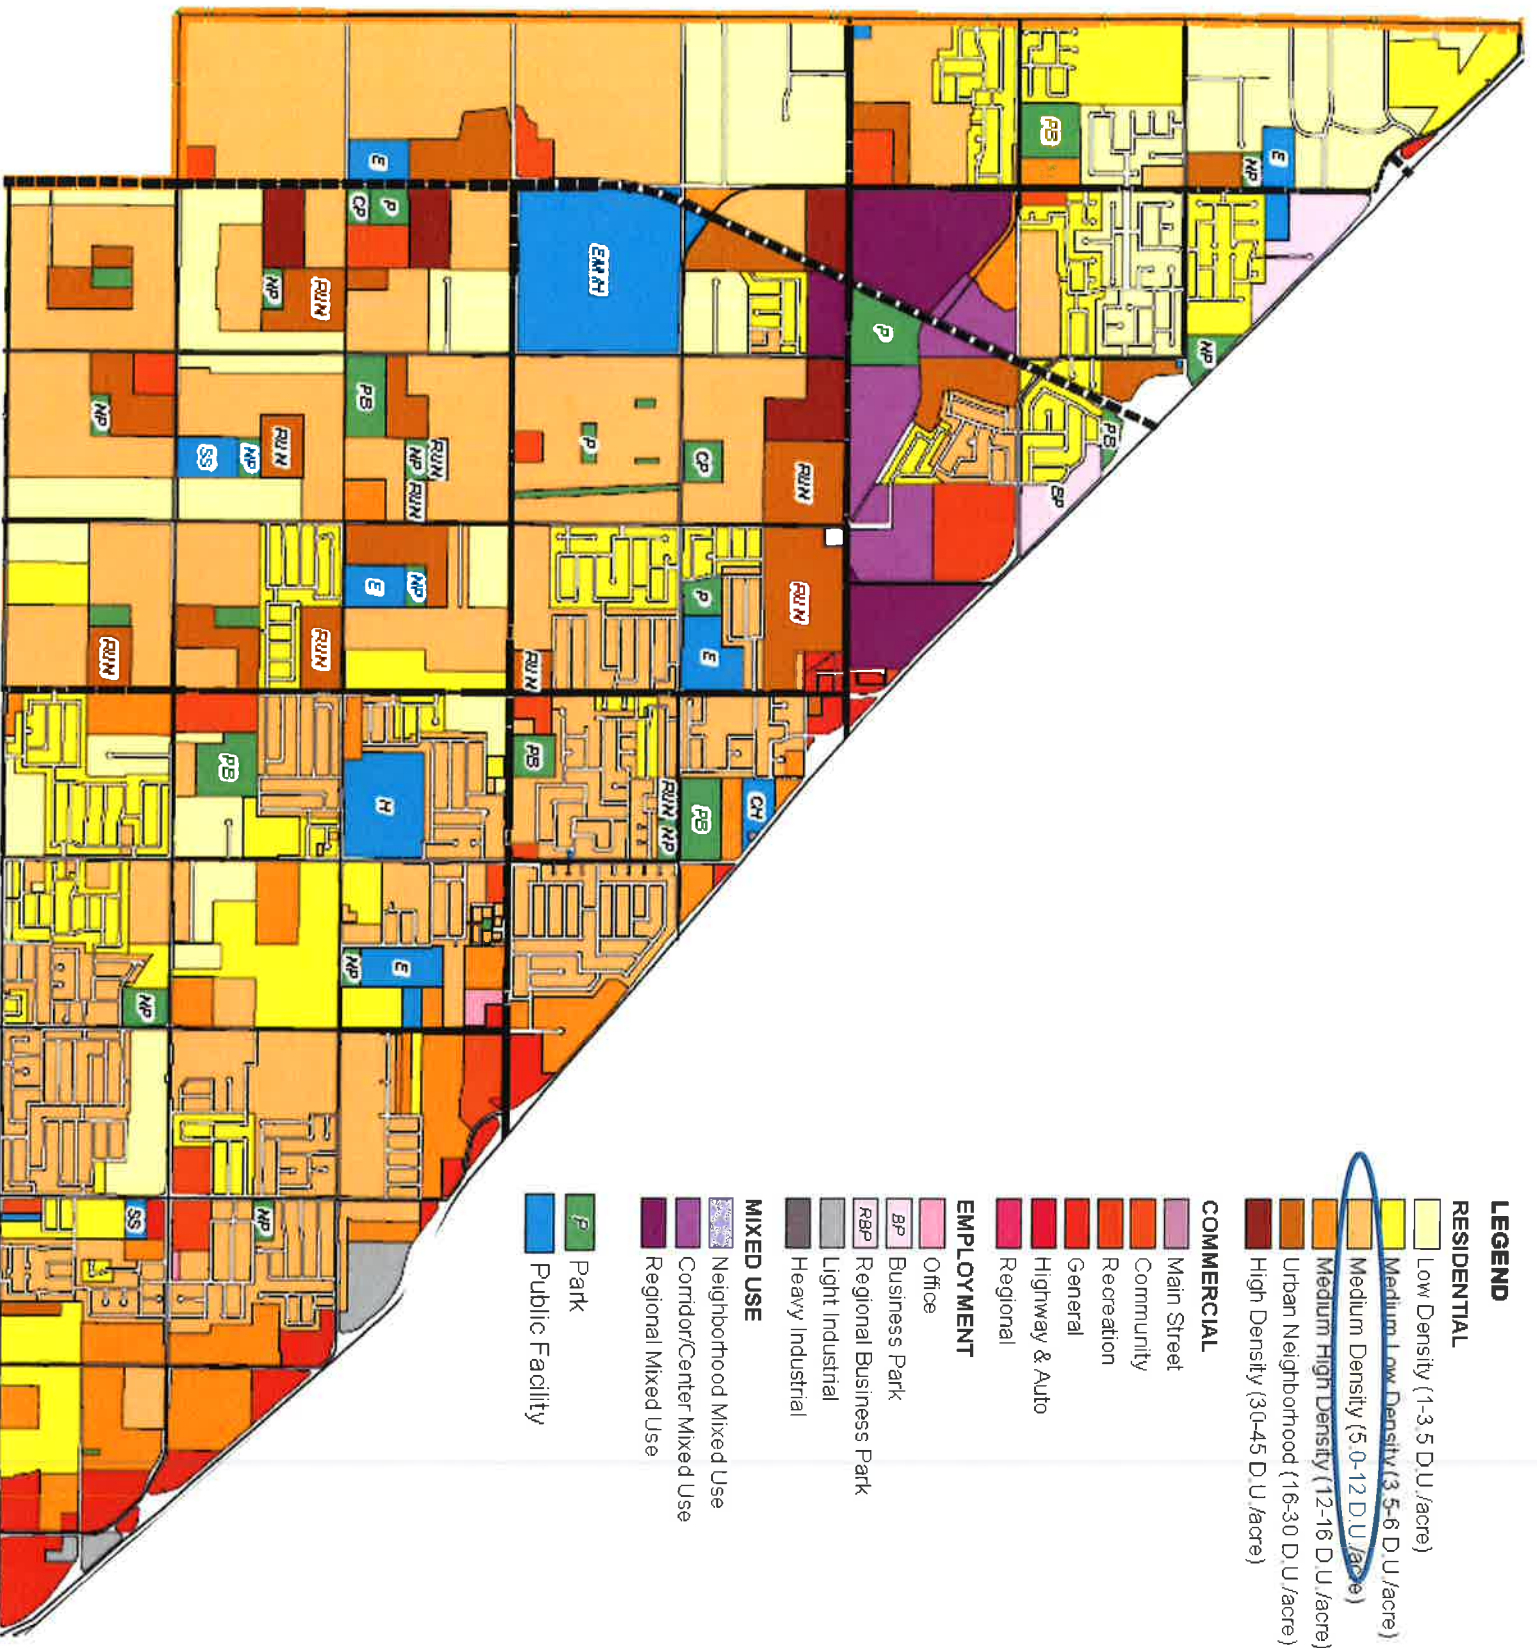 LEGEND
RESIDENTIAL
Low Density (1-3.5 D.U./acre)
Medium Low Density (3.5-6 D.U./acre)
Medium Density (5.0-12 D.U./acre)
Medium High Density (12-16 D.U./acre)
Urban Neighborhood (16-30 D.U./acre)
High Density (30-45 D.U./acre)
COMMERCIAL
Main Street
Community
Recreation
General
Highway & Auto
Regional
EMPLOYMENT
Office
BP Business Park
RBP Regional Business Park
Light Industrial
Heavy Industrial
MIXED USE
Neighborhood Mixed Use
Corridor/Center Mixed Use
Regional Mixed Use
P Park
Public Facility
E
NP
NP
PB
BP
PB
P
RUN
RUN
CH
E
CP
P
PB
RUN NP
EMH
P
PB
RUN
RUN
NP RUN
NP
E
P
H
E
E
PB
CP
NP
RUN
RUN
RUN
NP
NP
NP
PB
SS
NP
SS
RUN
NP